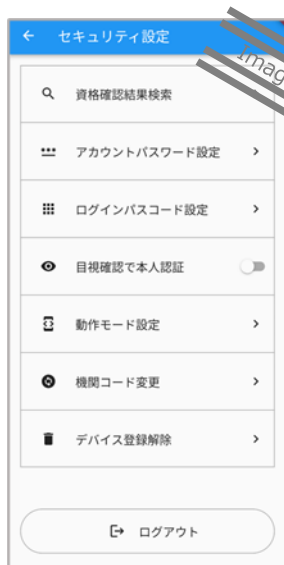 セキュリティ設定
Imag
資格確認結果検索
アカウントパスワード設定
ログインパスコード設定
目視確認で本人認証
動作モード設定
機関コード変更
デバイス登録解除
ログアウト